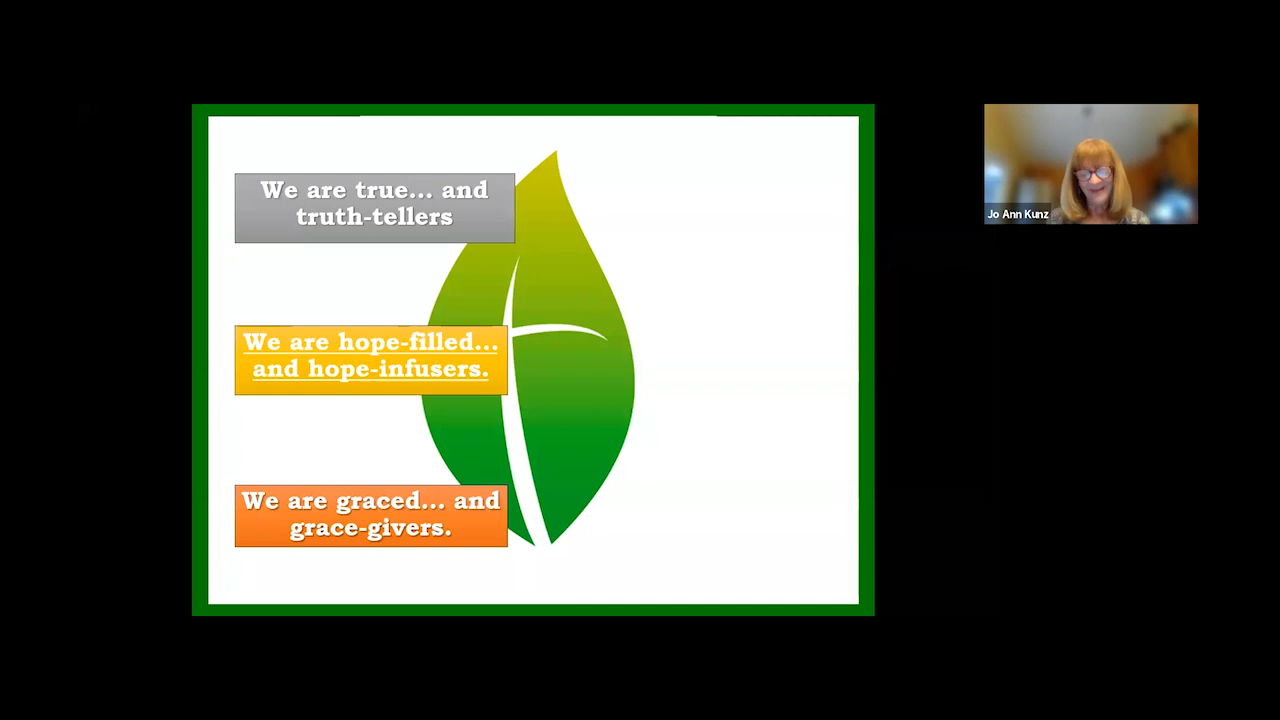 We are true... and
truth-tellers
We are hope-filled...
and hope-infusers.
We are graced... and
grace-givers.
Jo Ann Kunz